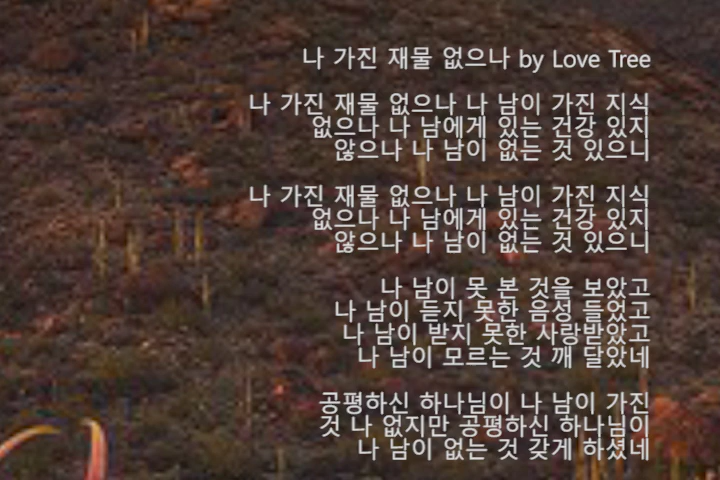 나 가진 재물 없으나 by Love Tree
나 가진 재물 없으나 나 남이 가진 지식
없으나 나 남에게 있는 건강 있지
않으나 나 남이 없는 것 있으니
나 가진 재물 없으나 나 남이 가진 지식
없으나 나 남에게 있는 건강 있지
않으나 나 남이 없는 것 있으니
나 남이 못 본 것을 보았고
나 남이 듣지 못한 음성 들었고
나 남이 받지 못한 사랑받았고
나 남이 모르는 것 깨 달았네
공평하신 하나님이 나 남이 가진
것 나 없지만 공평하신 하나님이
나 남이 없는 것 갖게 하셨네